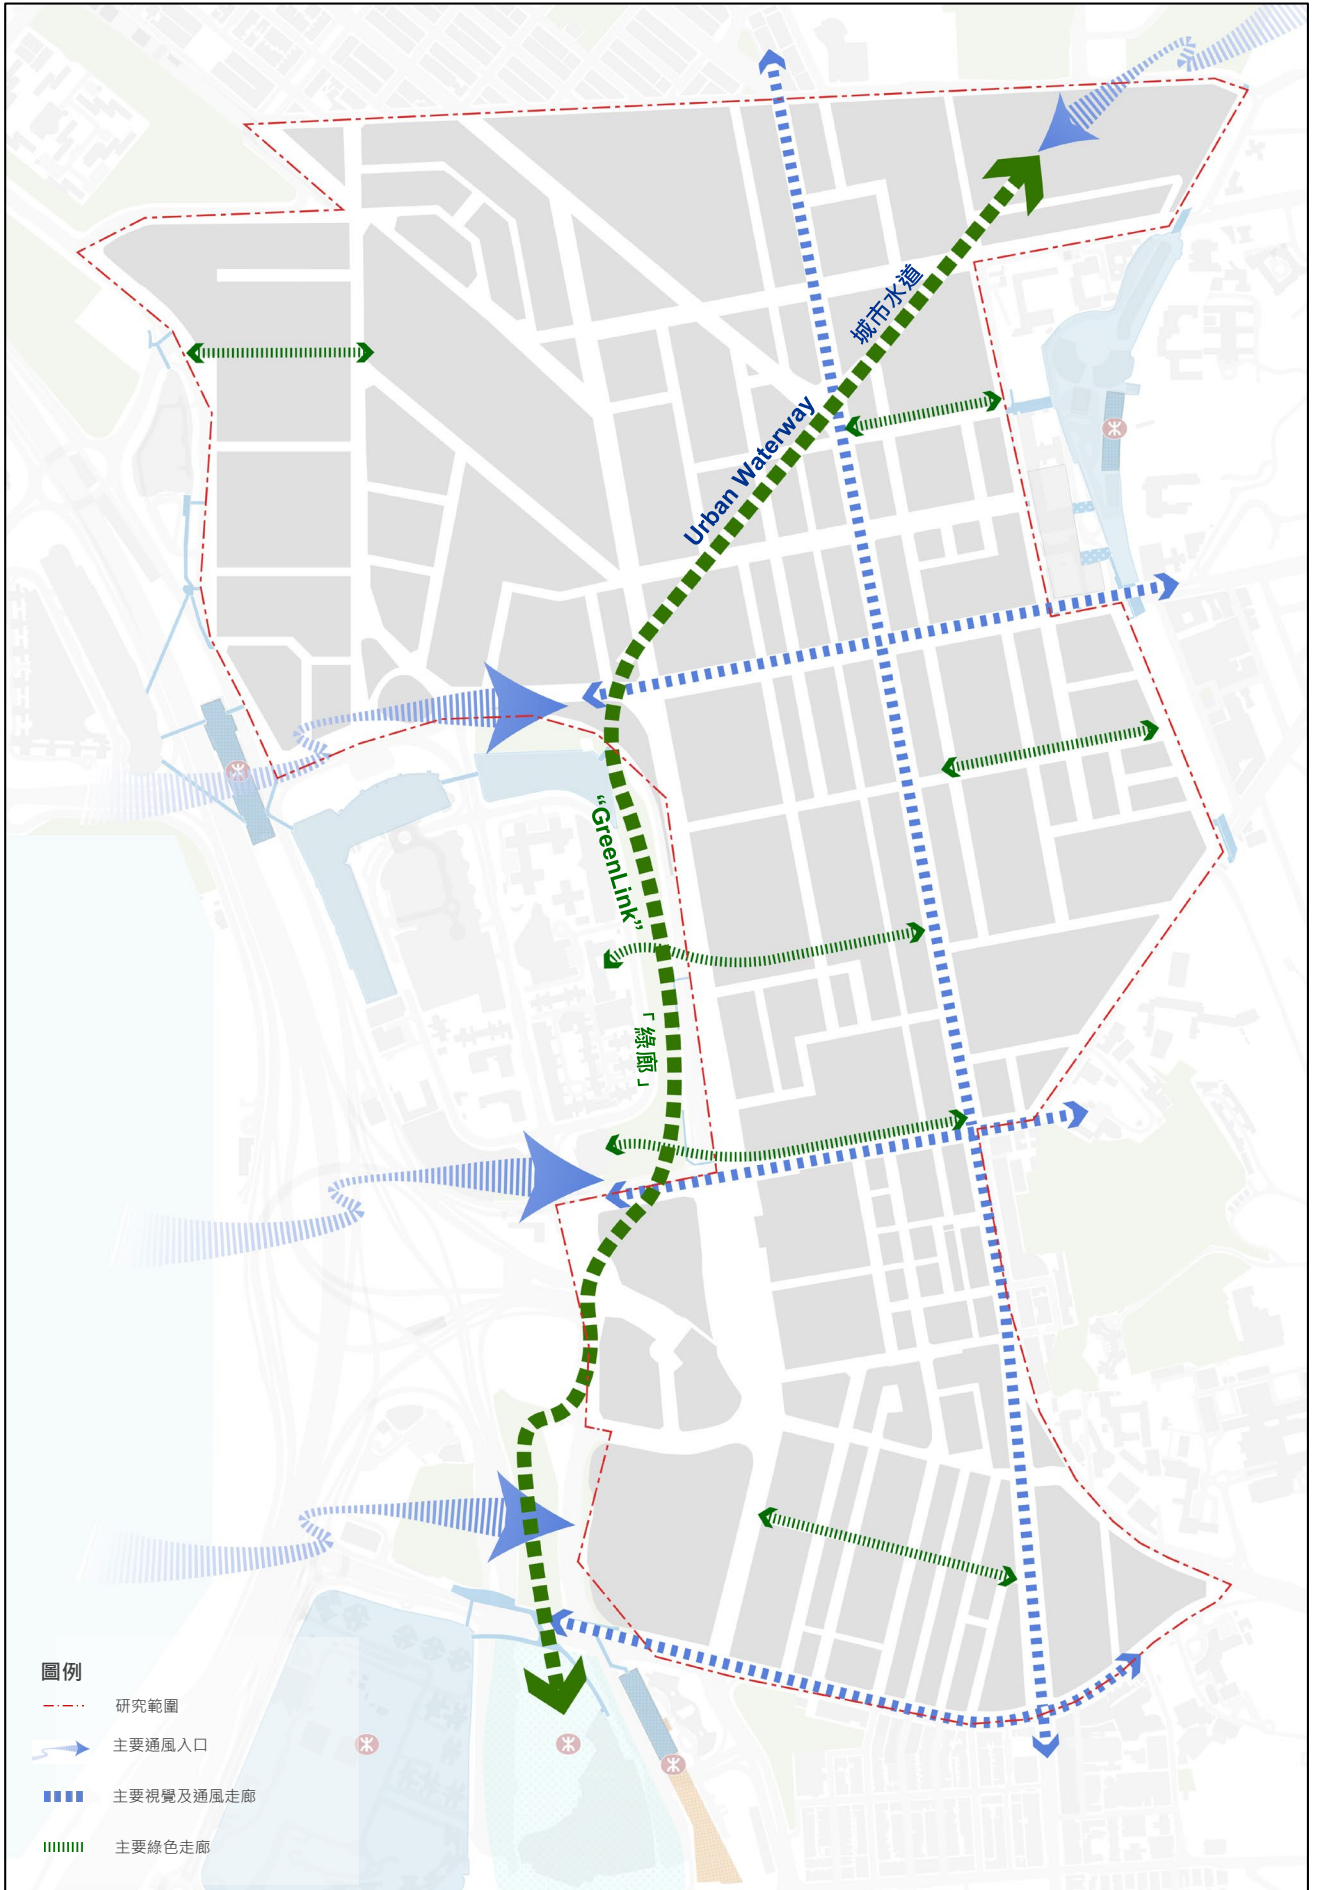 城市水道
Urban Waterway
“GreenLink”
「綠廊」
圖例
研究範圍
主要通風入口
主要視覺及通風走廊
主要綠色走廊